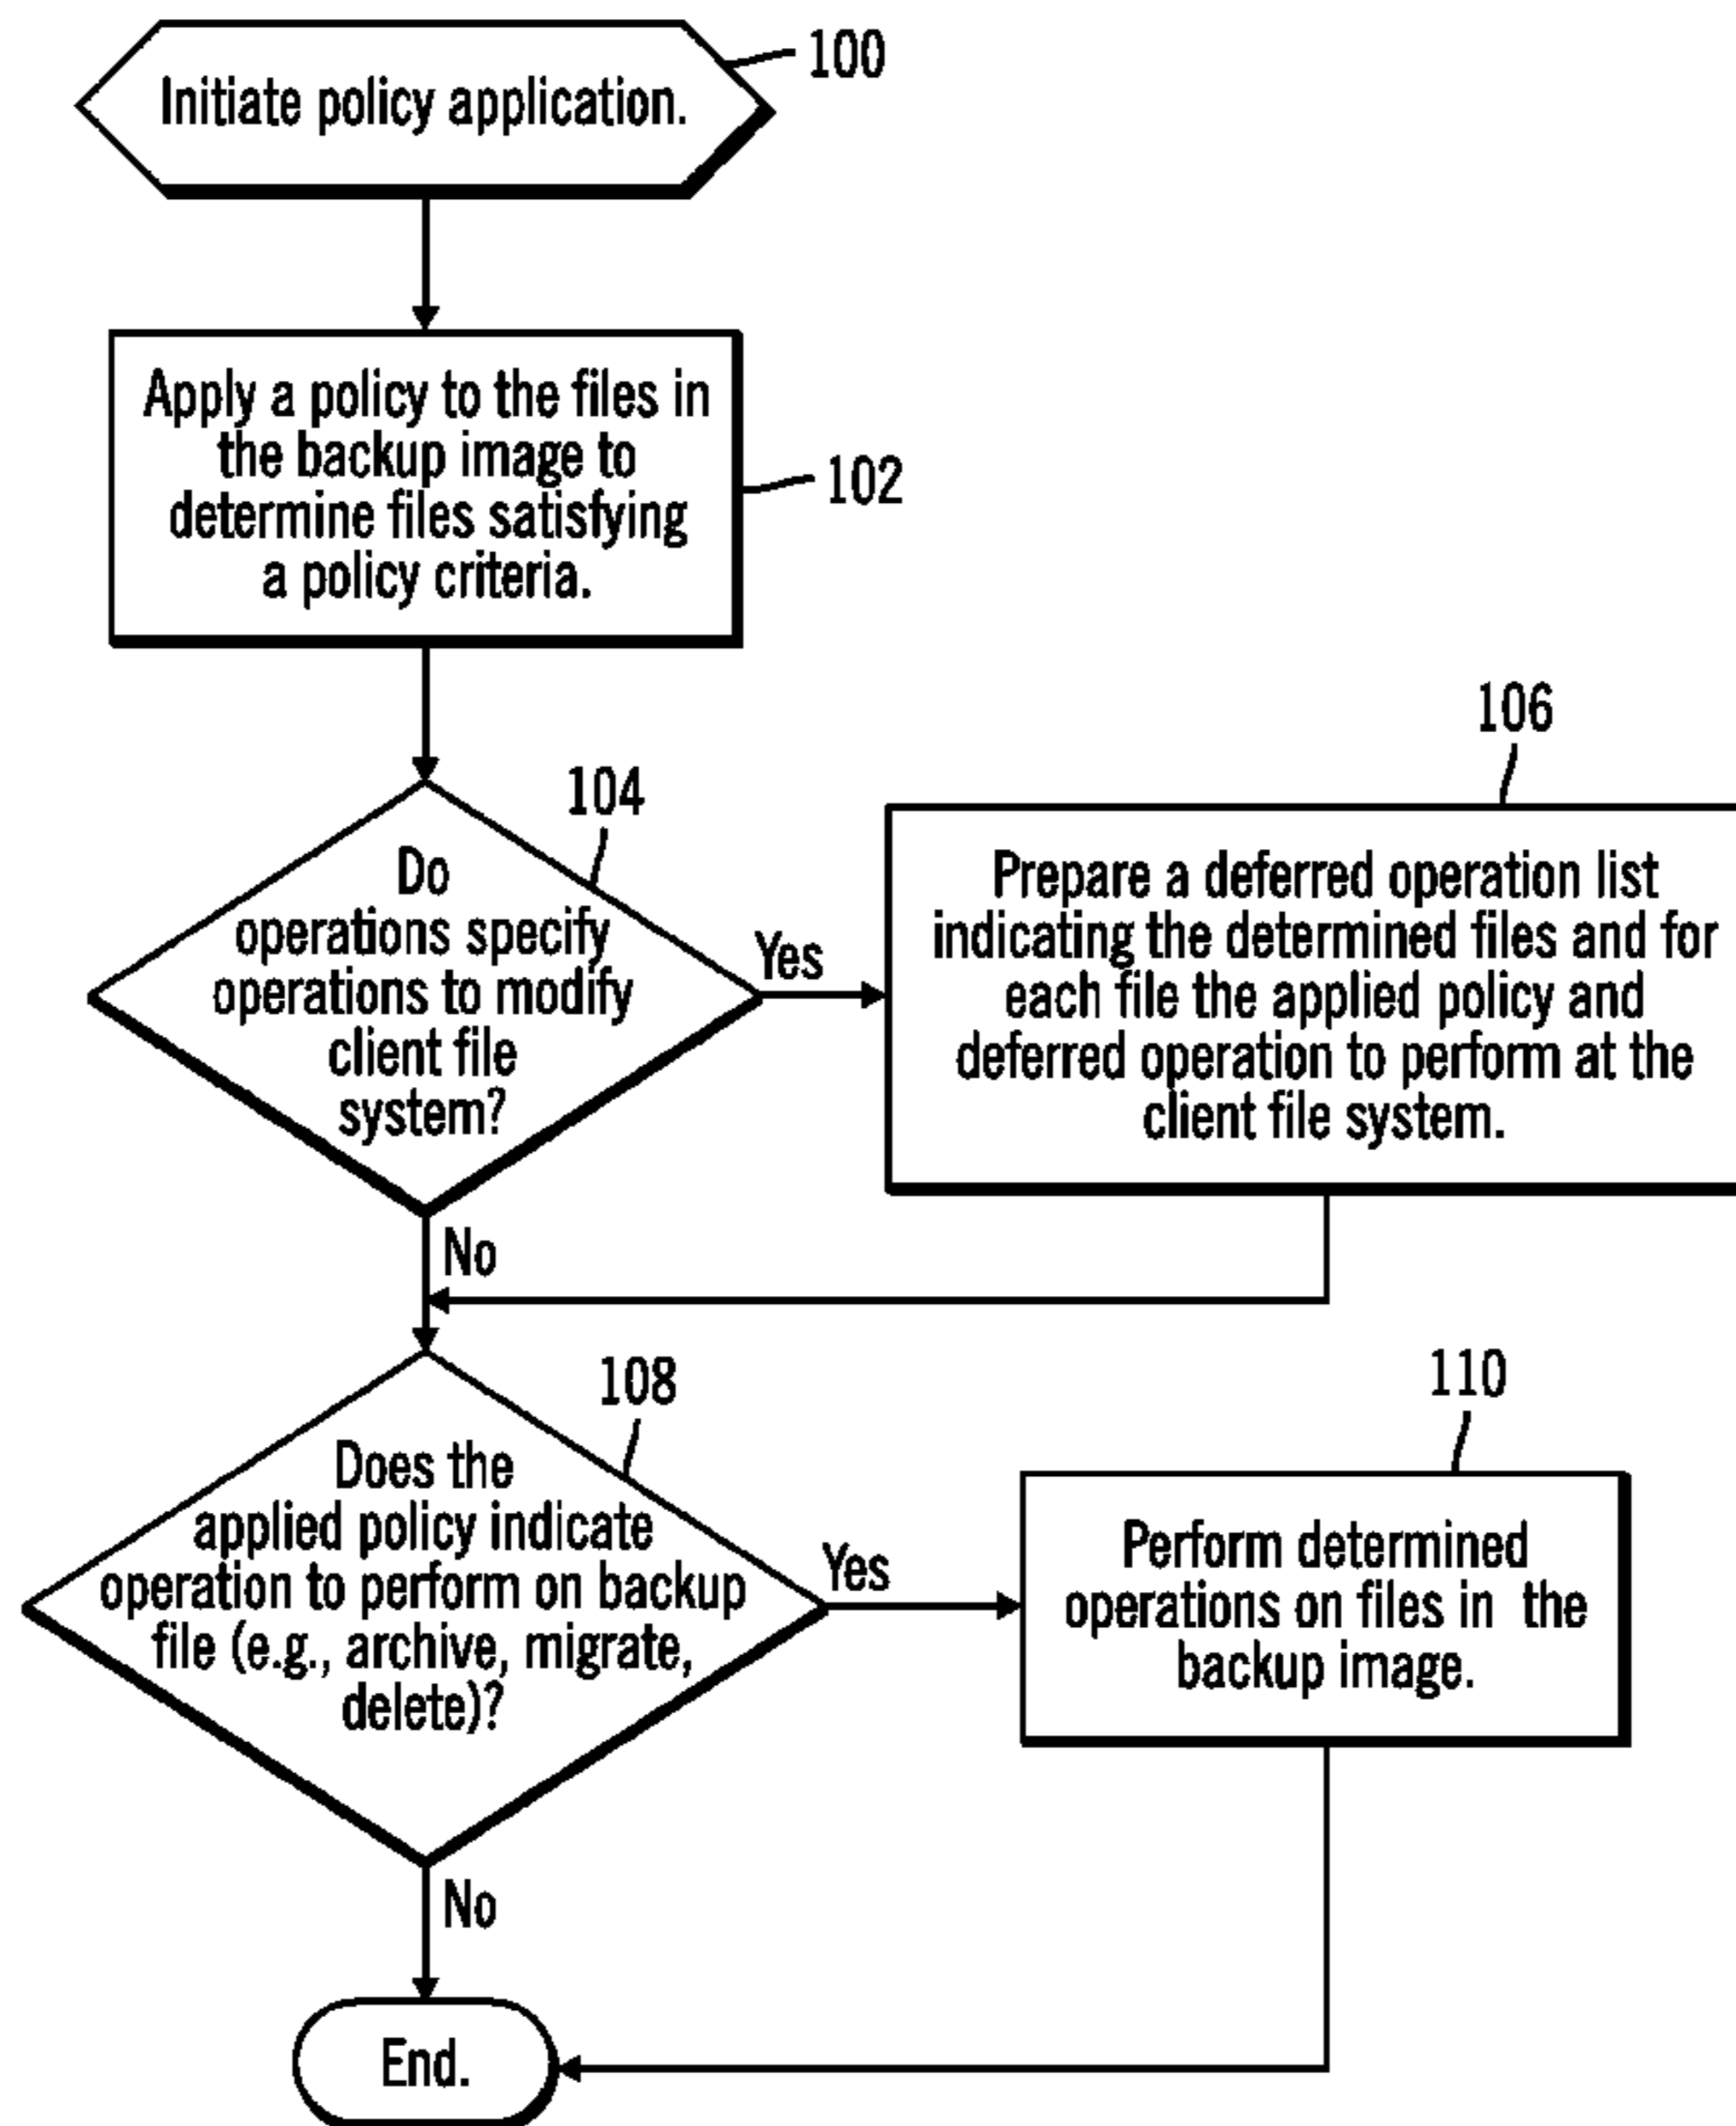 100
Initiate policy application.
Apply a policy to the files in
the backup image to
determine files satisfying
a policy criteria.
102
104
Do
operations specify
operations to modify
client file
system?
Yes
106
Prepare a deferred operation list
indicating the determined files and for
each file the applied policy and
deferred operation to perform at the
client file system.
No
108
Does the
applied policy indicate
operation to perform on backup
file (e.g., archive, migrate,
delete)?
Yes
110
Perform determined
operations on files in the
backup image.
No
End.